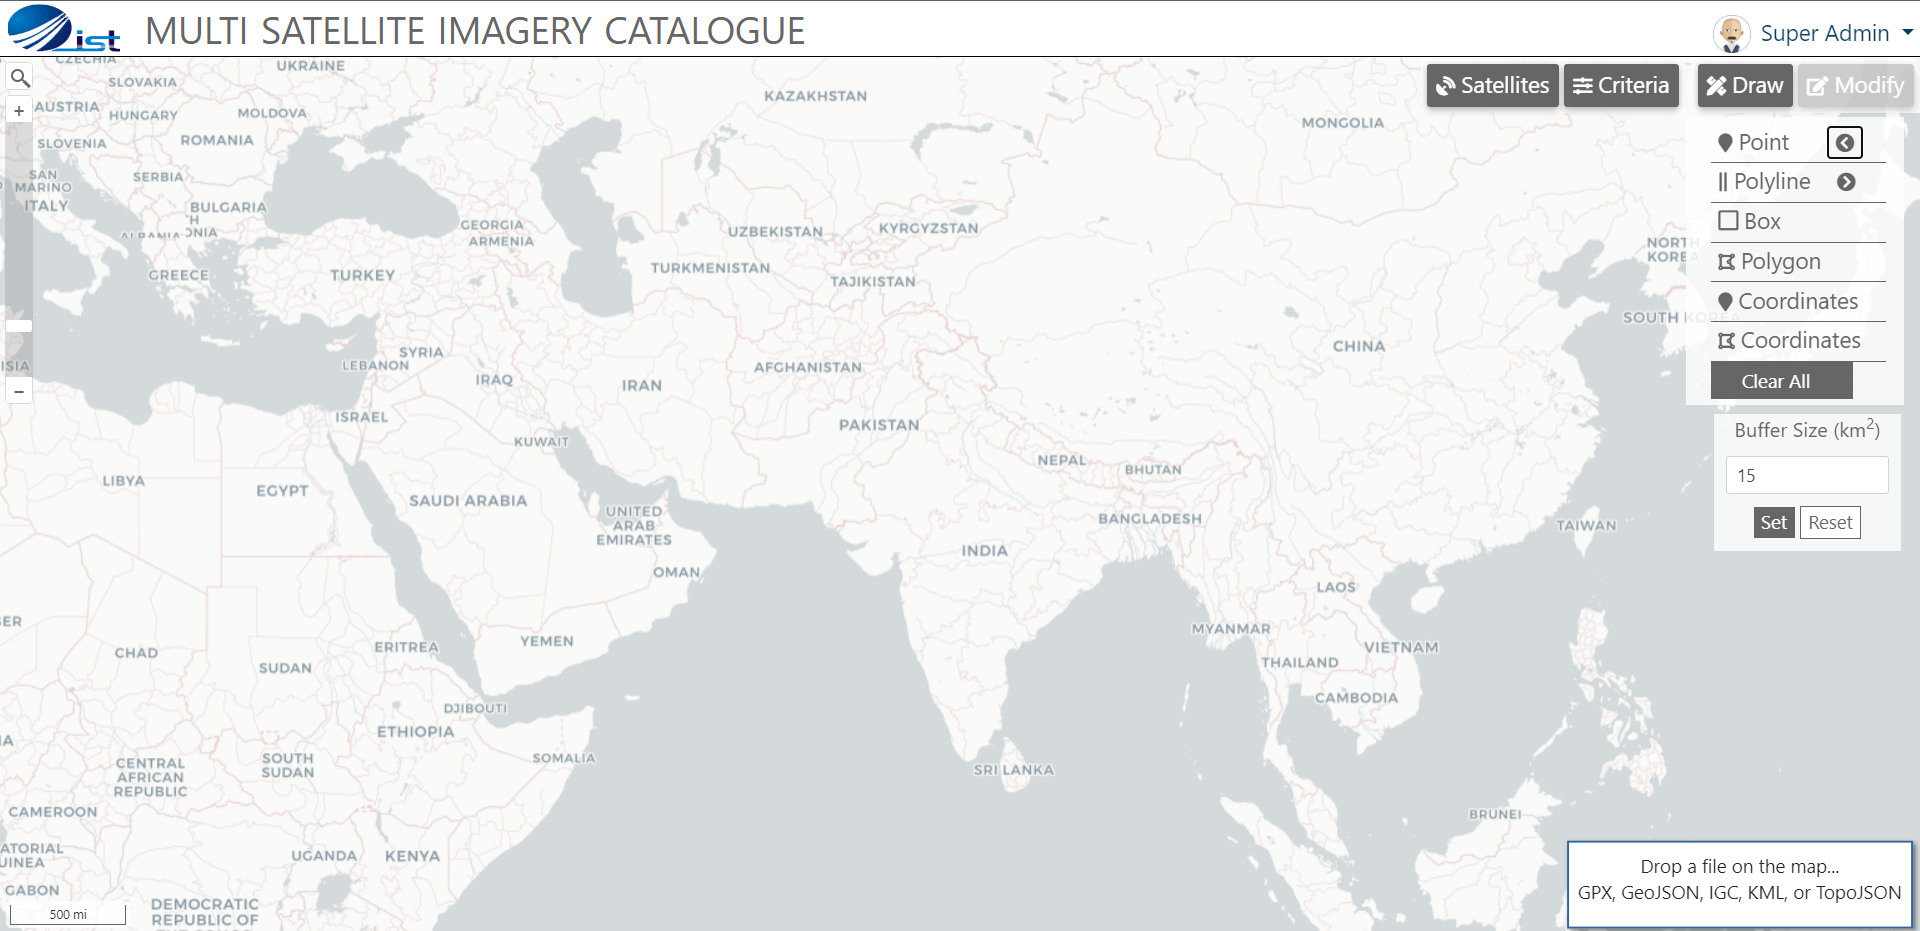 ist
MULTI SATELLITE IMAGERY CATALOGUE
Super Admin
Satellites
Criteria
Draw
Modify
Point
Polyline
Box
Polygon
Coordinates
Coordinates
Clear All
Buffer Size (km2)
15
Set
Reset
+
−
CZECHIA
UKRAINE
SLOVAKIA
AUSTRIA
HUNGARY
MOLDOVA
SLOVENIA
ROMANIA
SAN
MARINO
SERBIA
ITALY
BULGARIA
ALBANIA
GREECE
TURKEY
GEORGIA
ARMENIA
KAZAKHSTAN
MONGOLIA
UZBEKISTAN
KYRGYZSTAN
TURKMENISTAN
TAJIKISTAN
NORTH
KOREA
SOUTH KOREA
SYRIA
LEBANON
IRAQ
IRAN
AFGHANISTAN
CHINA
ISRAEL
KUWAIT
PAKISTAN
NEPAL
BHUTAN
LIBYA
EGYPT
SAUDI ARABIA
UNITED
ARAB
EMIRATES
BANGLADESH
TAIWAN
INDIA
OMAN
LAOS
MYANMAR
VIETNAM
THAILAND
CAMBODIA
CHAD
SUDAN
ERITREA
YEMEN
DJIBOUTI
ETHIOPIA
SOMALIA
SOUTH
SUDAN
CENTRAL
AFRICAN
REPUBLIC
SRI LANKA
CAMEROON
BRUNEI
ATORIAL
UINEA
UGANDA
KENYA
GABON
DEMOCRATIC
REPUBLIC OF
500 mi
Drop a file on the map...
GPX, GeoJSON, IGC, KML, or TopoJSON